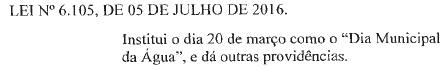 LEI Nº 6.105, DE 05 DE JULHO DE 2016.
Institui o dia 20 de março como o “Dia Municipal
da Água”, e dá outras providências.